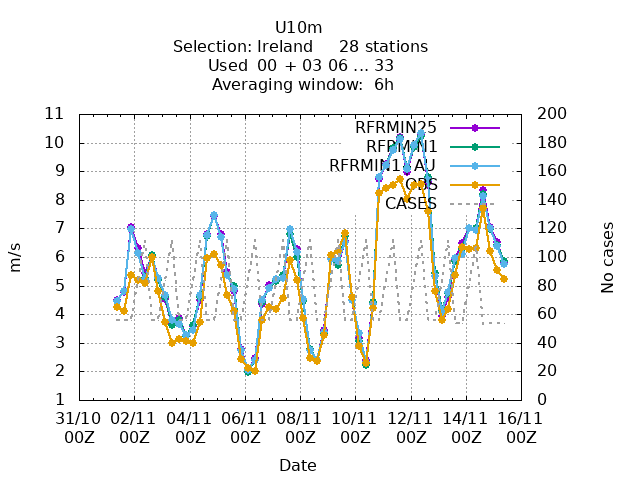 U10m
Selection: Ireland 28 stations
Used 00 + 03 06 ... 33
Averaging window: 6h
11 200
10 180
9 160
8 140
7 120
6 100
5 80
4 60
3 40
2 20
1 0
RFRMIN25
RFRMIN1
OBS
CASES
m/s
No cases
31/10 02/11 04/11 06/11 08/11 10/11 12/11 14/11 16/11
00Z 00Z 00Z 00Z 00Z 00Z 00Z 00Z 00Z
Date